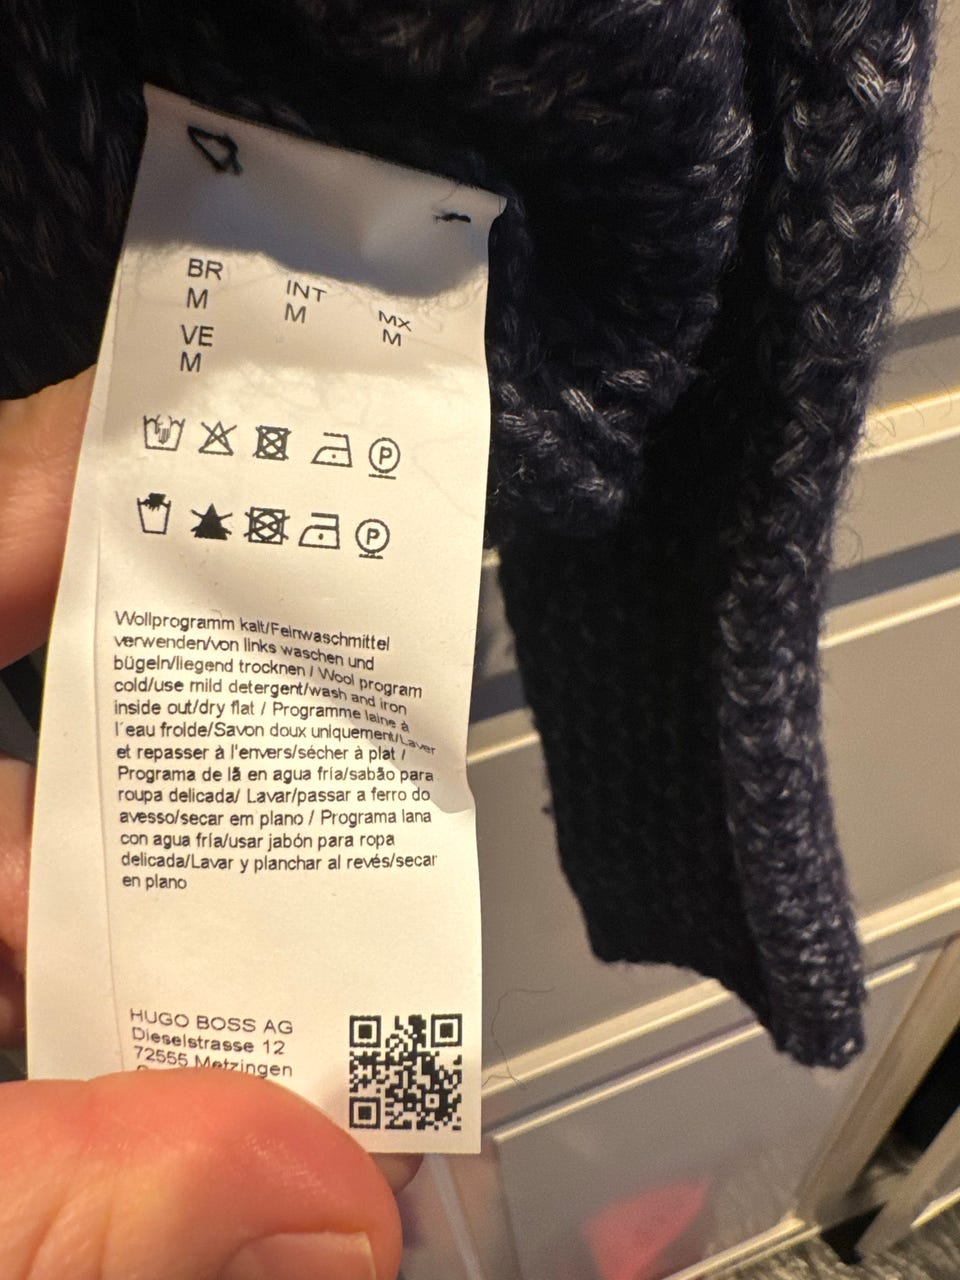 BR INT MX
M M M
VE
M
P
P
Wollprogramm kalt/Feinwaschmittel
verwenden/von links waschen und
bügeln/liegend trocknen / Wool program
cold/use mild detergent/wash and iron
inside out/dry flat / Programme laine à
l'eau froide/Savon doux uniquement/Laver
et repasser à l'envers/sécher à plat /
Programa de lã en agua fría/sabão para
roupa delicada/ Lavar/passar a ferro do
avesso/secar em plano / Programa lana
con agua fría/usar jabón para ropa
delicada/Lavar y planchar al revés/secar
en plano
HUGO BOSS AG
Dieselstrasse 12
72555 Metzingen